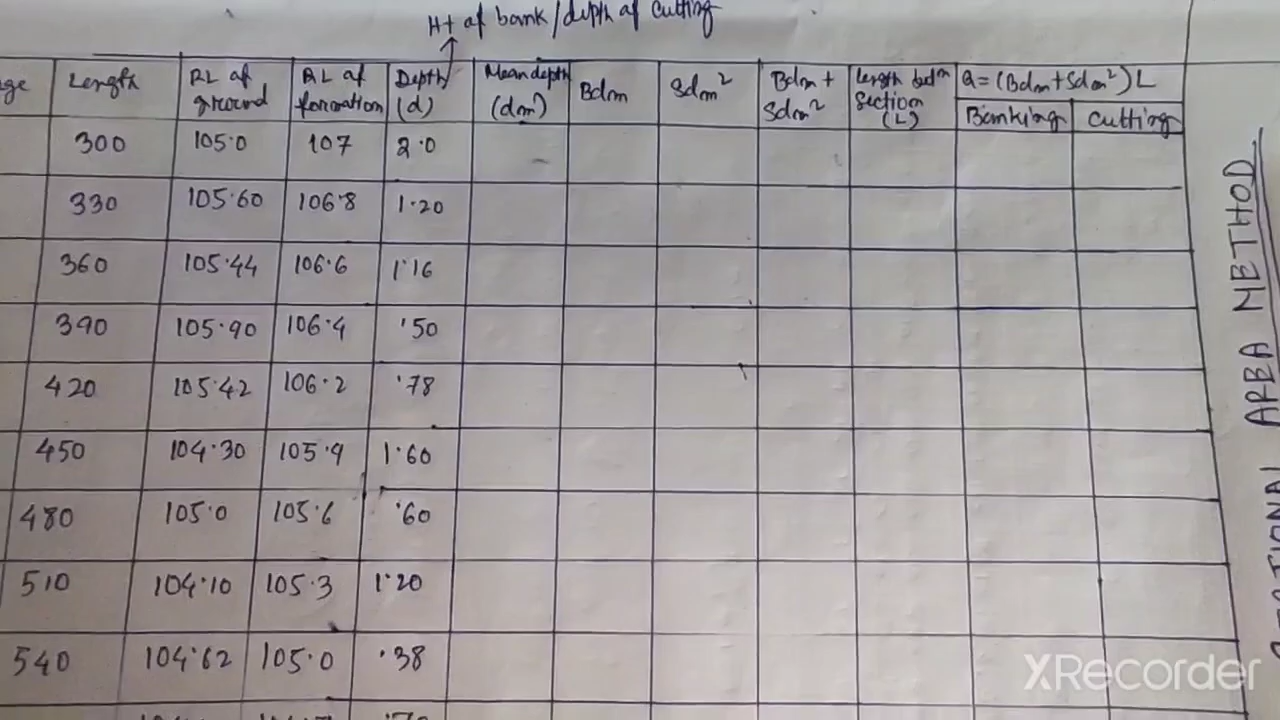 Ht of bank/depth of cutting
ge Length RL of ground RL of formation Depth (d) Mean depth (dm) Bdm Sdm² Bdm + Sdm² Length betn Section (L) Q = (Bdm+Sdm²) L
Banking Cutting
300 105.0 107 2.0
330 105.60 106.8 1.20
360 105.44 106.6 1.16
390 105.90 106.4 .50
420 105.42 106.2 .78
450 104.30 105.9 1.60
480 105.0 105.6 .60
510 104.10 105.3 1.20
540 104.62 105.0 .38
AREA METHOD
XRecorder